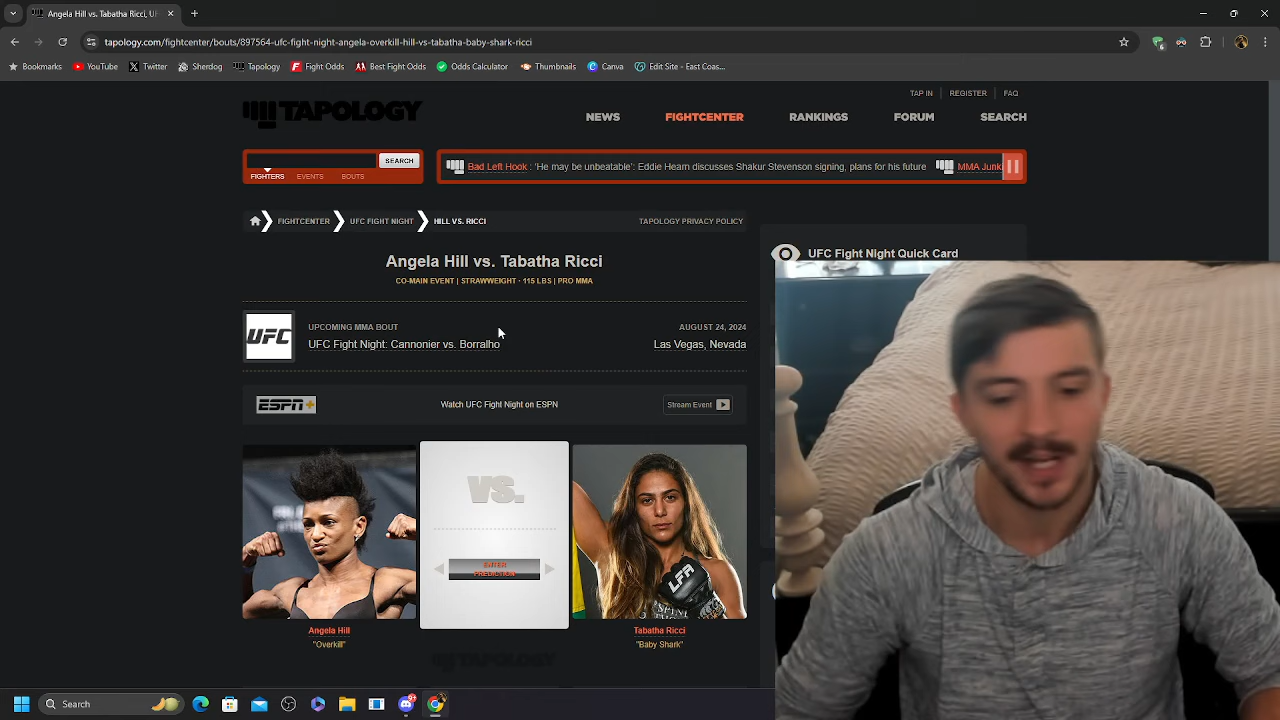 Angela Hill vs. Tabatha Ricci, U
tapology.com/fightcenter/bouts/897564-ufc-fight-night-angela-overkill-hill-vs-tabatha-baby-shark-ricci
Bookmarks YouTube Twitter Sherdog Tapology Fight Odds Best Fight Odds Odds Calculator Thumbnails Canva Edit Site - East Coas...
TAP IN REGISTER FAQ
TAPOLOGY
NEWS FIGHTCENTER RANKINGS FORUM SEARCH
SEARCH
FIGHTERS EVENTS BOUTS
Bad Left Hook : 'He may be unbeatable': Eddie Hearn discusses Shakur Stevenson signing, plans for his future MMA Junki
FIGHTCENTER UFC FIGHT NIGHT HILL VS. RICCI TAPOLOGY PRIVACY POLICY
Angela Hill vs. Tabatha Ricci
CO-MAIN EVENT | STRAWWEIGHT · 115 LBS | PRO MMA
UFC Fight Night Quick Card
UFC
UPCOMING MMA BOUT
UFC Fight Night: Cannonier vs. Borralho
AUGUST 24, 2024
Las Vegas, Nevada
ESPN+
Watch UFC Fight Night on ESPN
Stream Event
VS.
ENTER
PREDICTION
LFA
Angela Hill
"Overkill"
Tabatha Ricci
"Baby Shark"
TAPOLOGY
Search